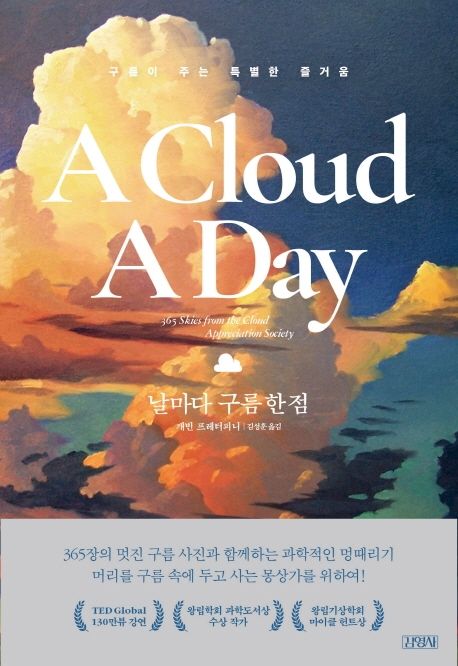 구름이 주는 특별한 즐거움
A Cloud
A Day
365 Skies from the Cloud
Appreciation Society
날마다 구름 한 점
개빈 프레터피니 | 김성훈 옮김
365장의 멋진 구름 사진과 함께하는 과학적인 멍때리기
머리를 구름 속에 두고 사는 몽상가를 위하여!
TED Global
130만뷰 강연
왕립학회 과학도서상
수상 작가
왕립기상학회
마이클 헌트상
김영사